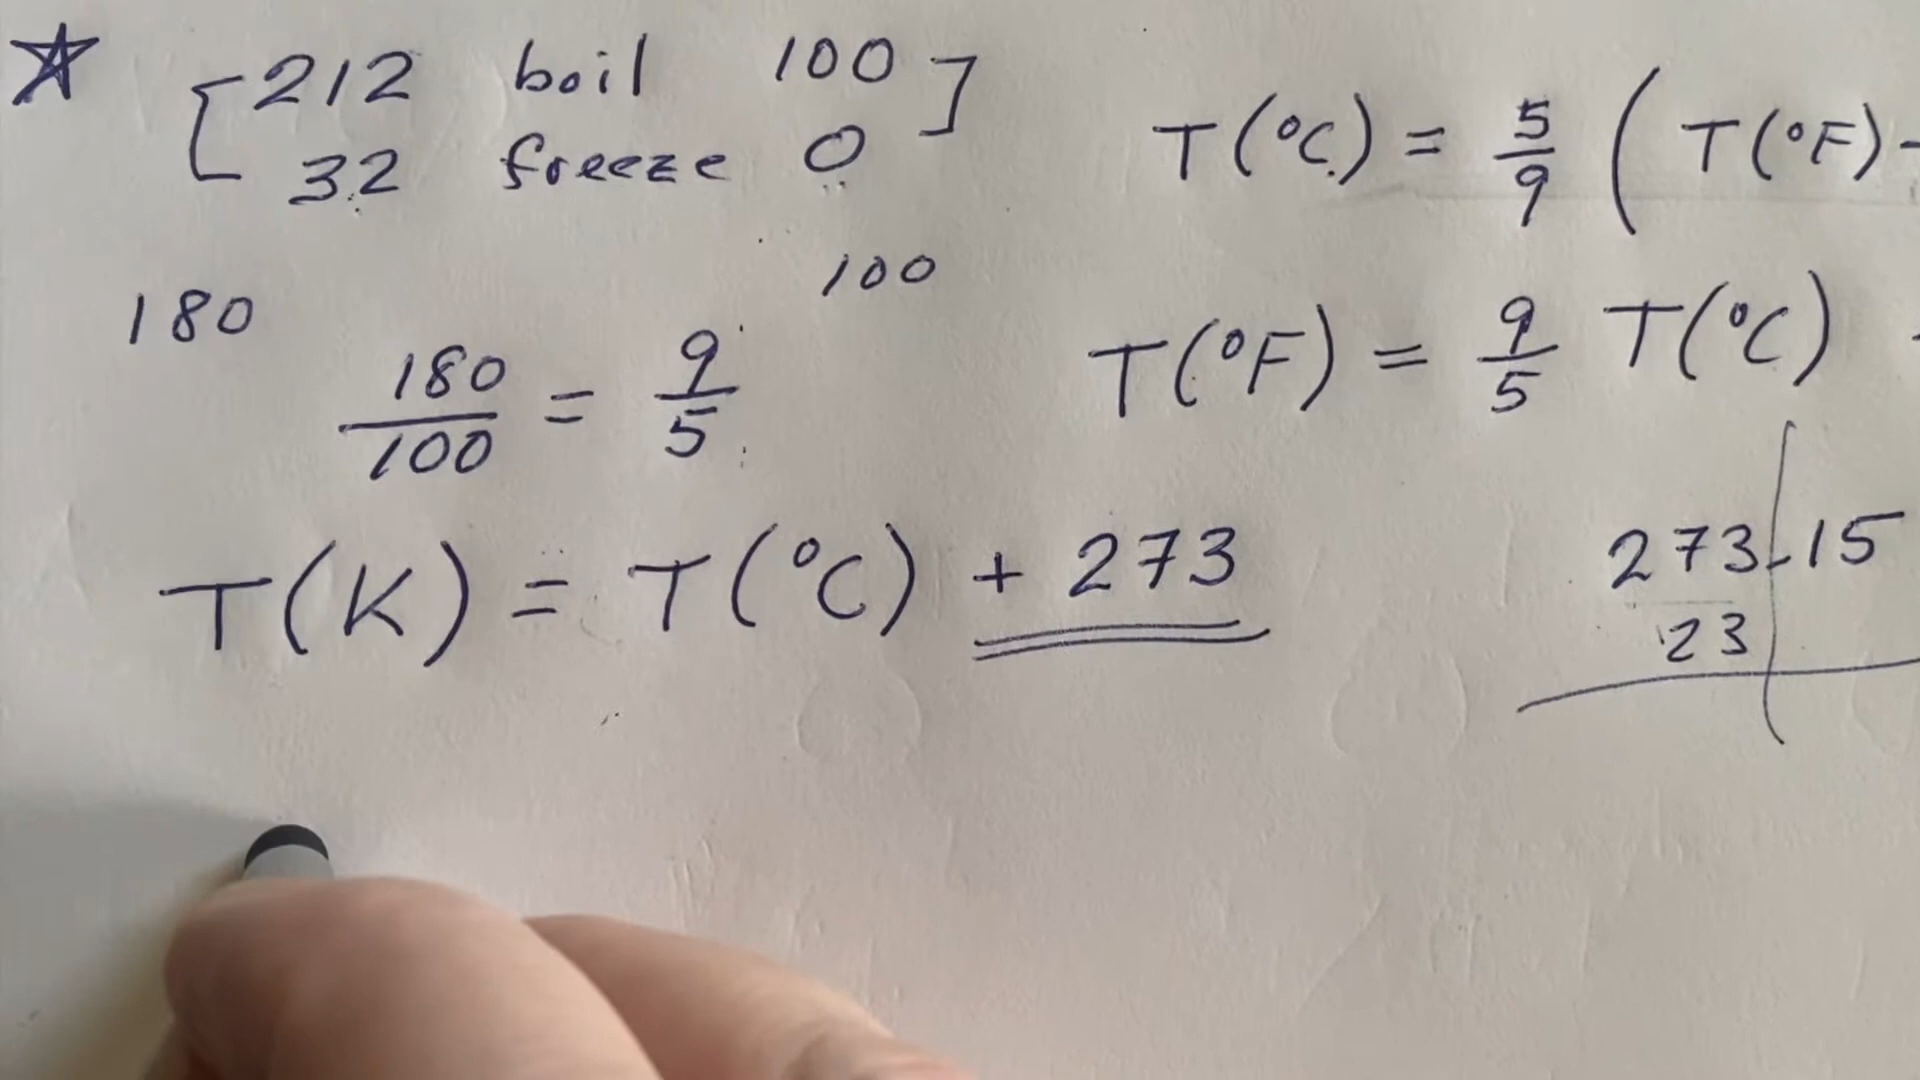 [212 boil 100]
32 freeze 0
T(°C) = 5/9 (T(°F) -
180
100
180/100 = 9/5
T(°F) = 9/5 T(°C)
T(K) = T(°C) + 273
273.15
23